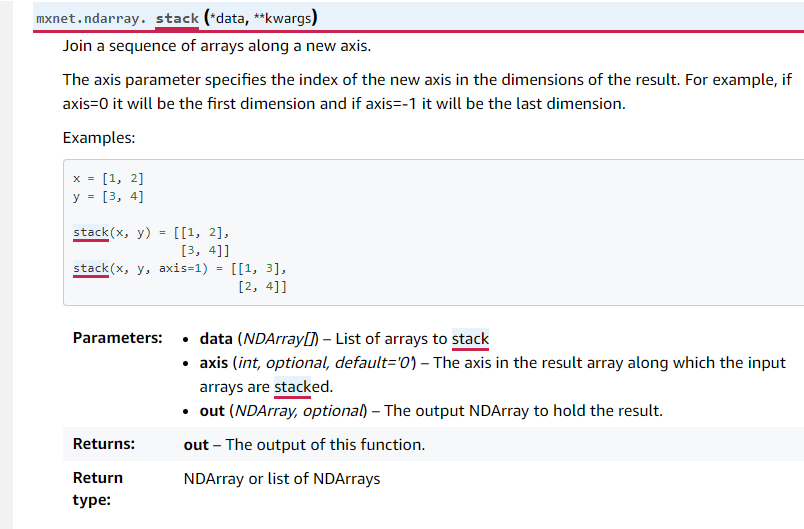 mxnet.ndarray. stack (*data, **kwargs)
Join a sequence of arrays along a new axis.
The axis parameter specifies the index of the new axis in the dimensions of the result. For example, if
axis=0 it will be the first dimension and if axis=-1 it will be the last dimension.
Examples:
x = [1, 2]
y = [3, 4]
stack(x, y) = [[1, 2],
[3, 4]]
stack(x, y, axis=1) = [[1, 3],
[2, 4]]
Parameters: • data (NDArray[]) – List of arrays to stack
• axis (int, optional, default='0') – The axis in the result array along which the input
arrays are stacked.
• out (NDArray, optional) – The output NDArray to hold the result.
Returns: out – The output of this function.
Return NDArray or list of NDArrays
type: